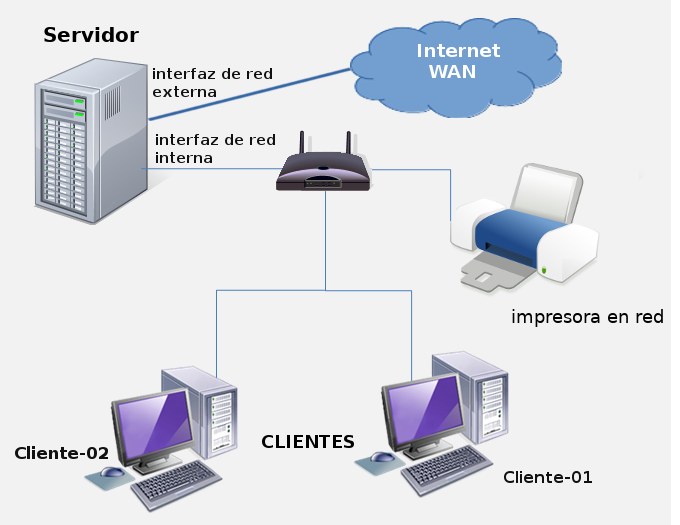 Servidor
Internet
WAN
interfaz de red
externa
interfaz de red
interna
impresora en red
CLIENTES
Cliente-02
Cliente-01